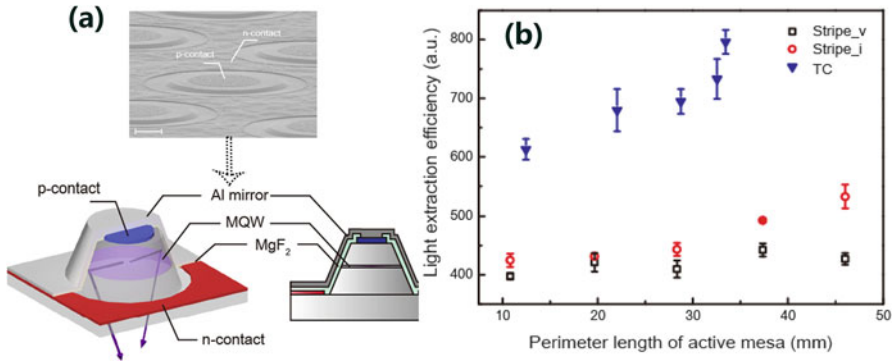 (a)
n-contact
p-contact
p-contact
Al mirror
MQW
MgF₂
n-contact
(b)
Stripe_v
Stripe_i
TC
Light extraction efficiency (a.u.)
800
700
600
500
400
10
20
30
40
50
Perimeter length of active mesa (mm)